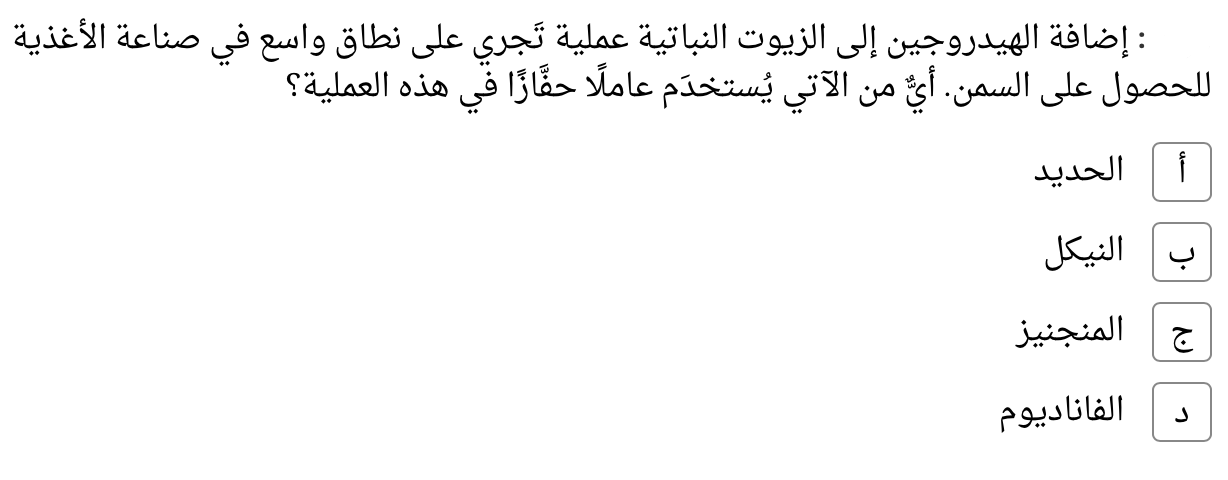 : إضافة الهيدروجين إلى الزيوت النباتية عملية تَجري على نطاق واسع في صناعة الأغذية
للحصول على السمن. أيٌّ من الآتي يُستخدَم عاملًا حفَّازًا في هذه العملية؟
أ الحديد
ب النيكل
ج المنجنيز
د الفاناديوم